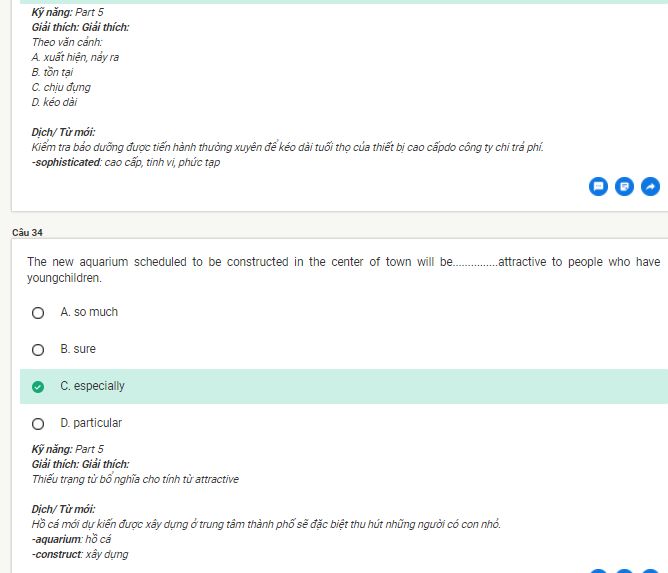 Kỹ năng: Part 5
Giải thích: Giải thích:
Theo văn cảnh:
A. xuất hiện, nảy ra
B. tồn tại
C. chịu đựng
D. kéo dài
Dịch/ Từ mới:
Kiểm tra bảo dưỡng được tiến hành thường xuyên để kéo dài tuổi thọ của thiết bị cao cấpdo công ty chi trả phí.
-sophisticated: cao cấp, tinh vi, phức tạp
Câu 34
The new aquarium scheduled to be constructed in the center of town will be...............attractive to people who have
youngchildren.
A. so much
B. sure
C. especially
D. particular
Kỹ năng: Part 5
Giải thích: Giải thích:
Thiếu trạng từ bổ nghĩa cho tính từ attractive
Dịch/ Từ mới:
Hồ cá mới dự kiến được xây dựng ở trung tâm thành phố sẽ đặc biệt thu hút những người có con nhỏ.
-aquarium: hồ cá
-construct: xây dựng